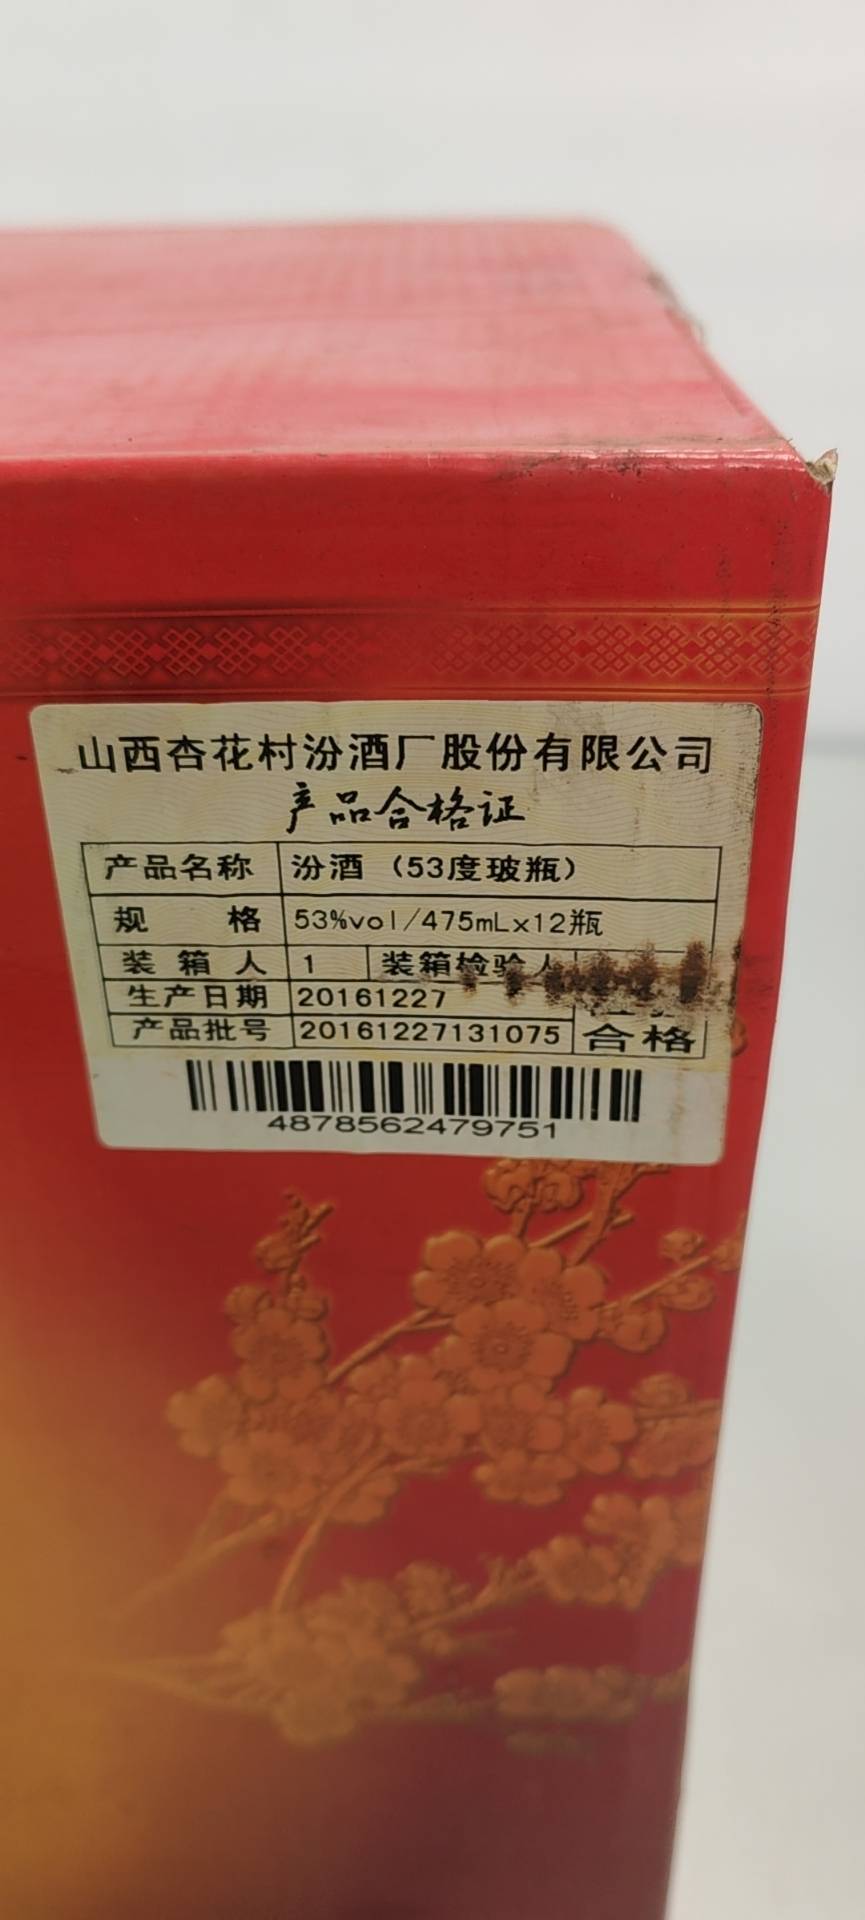 山西杏花村汾酒厂股份有限公司
产品合格证
产品名称 汾酒（53度玻瓶）
规 格 53%vol/475mLx12瓶
装 箱 人 1 装箱检验人
生产日期 20161227
产品批号 20161227131075 合格
4878562479751